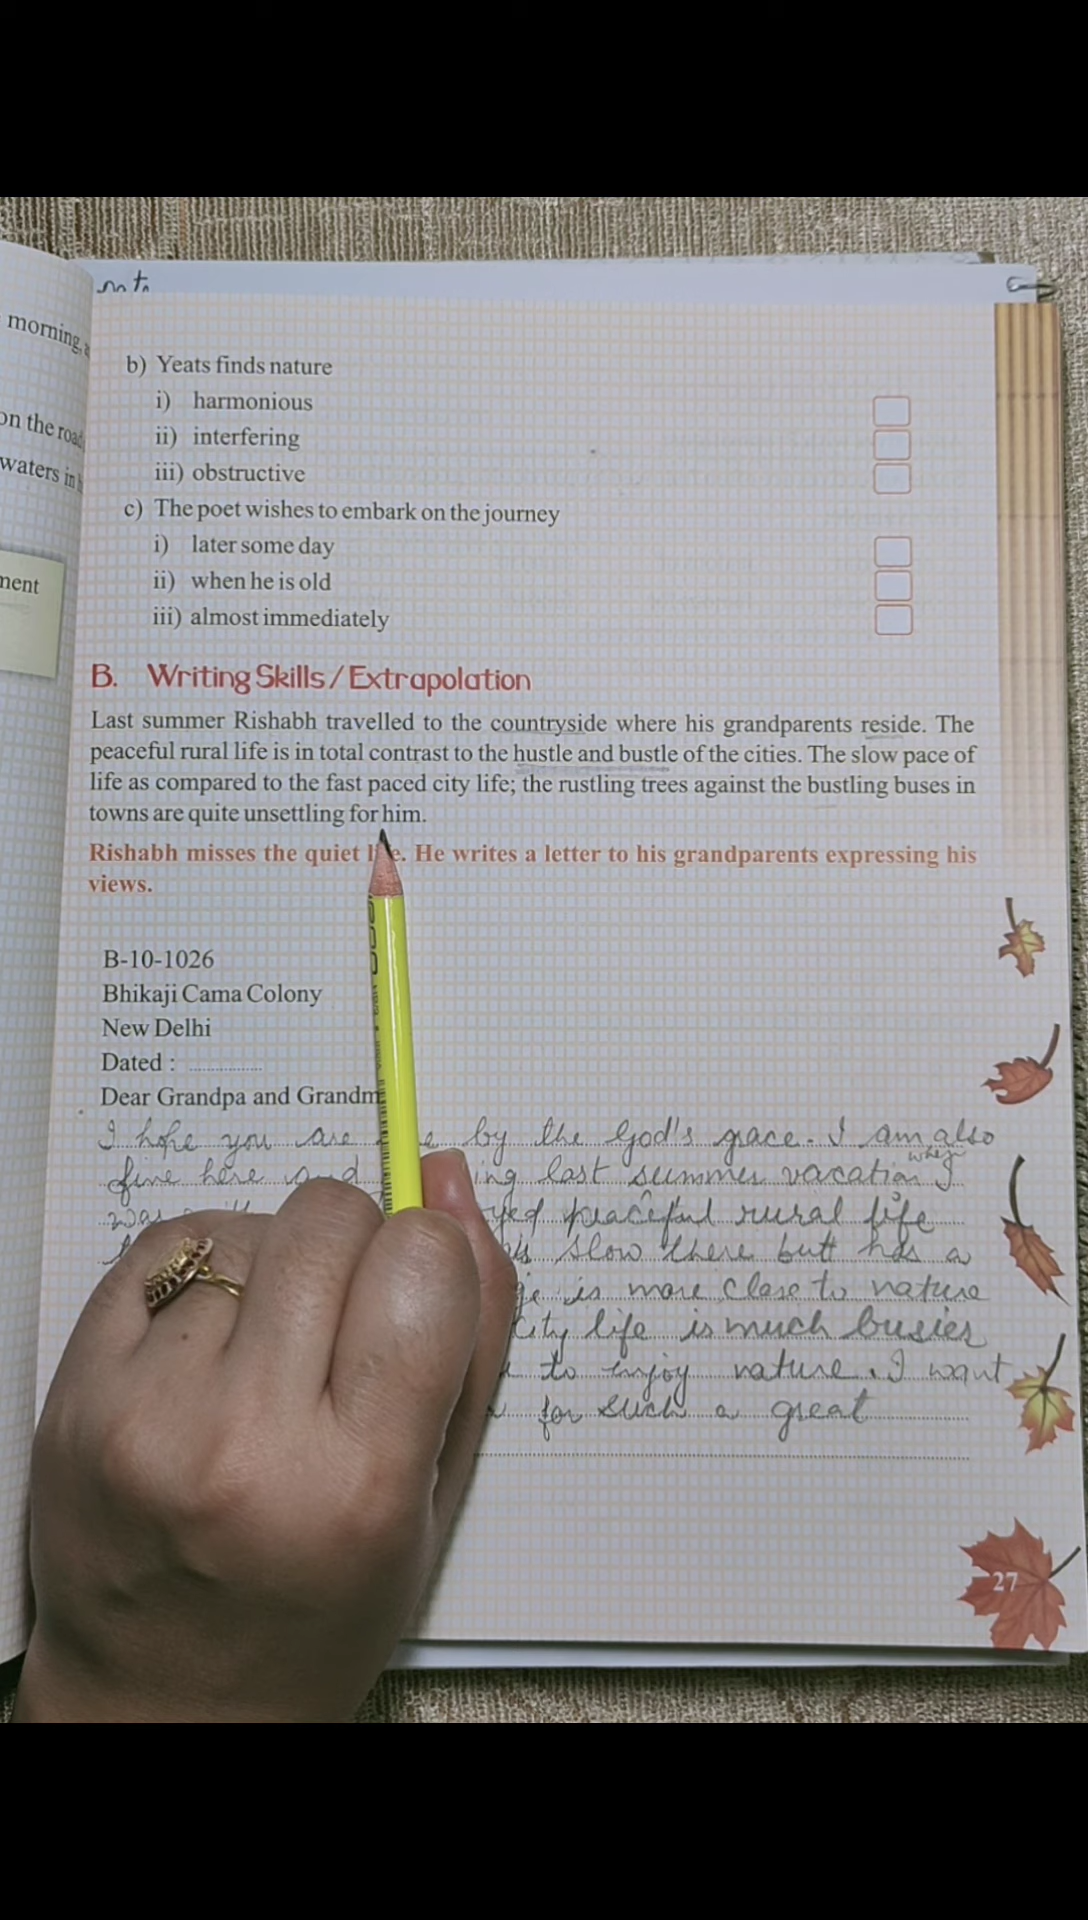 morning,
on the road
waters in
ment
b) Yeats finds nature
i) harmonious
ii) interfering
iii) obstructive
c) The poet wishes to embark on the journey
i) later some day
ii) when he is old
iii) almost immediately
B. Writing Skills / Extrapolation
Last summer Rishabh travelled to the countryside where his grandparents reside. The
peaceful rural life is in total contrast to the hustle and bustle of the cities. The slow pace of
life as compared to the fast paced city life; the rustling trees against the bustling buses in
towns are quite unsettling for him.
Rishabh misses the quiet . He writes a letter to his grandparents expressing his
views.
B-10-1026
Bhikaji Cama Colony
New Delhi
Dated : ...............
Dear Grandpa and Grandm
I hope you are by the God's grace. I am also
fine here and last summer vacation when I
was peaceful rural life
slow there but has a
is more close to nature
City life is much busier
to enjoy nature. I want
for such a great
27